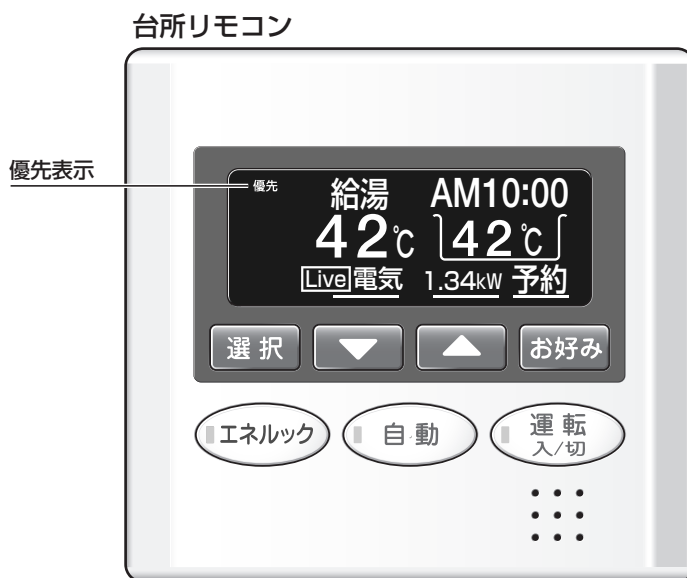 台所リモコン
優先表示
優先 給湯 AM10:00
42℃ 42℃
Live 電気 1.34kW 予約
選択 お好み
エネルック 自動 運転
入/切